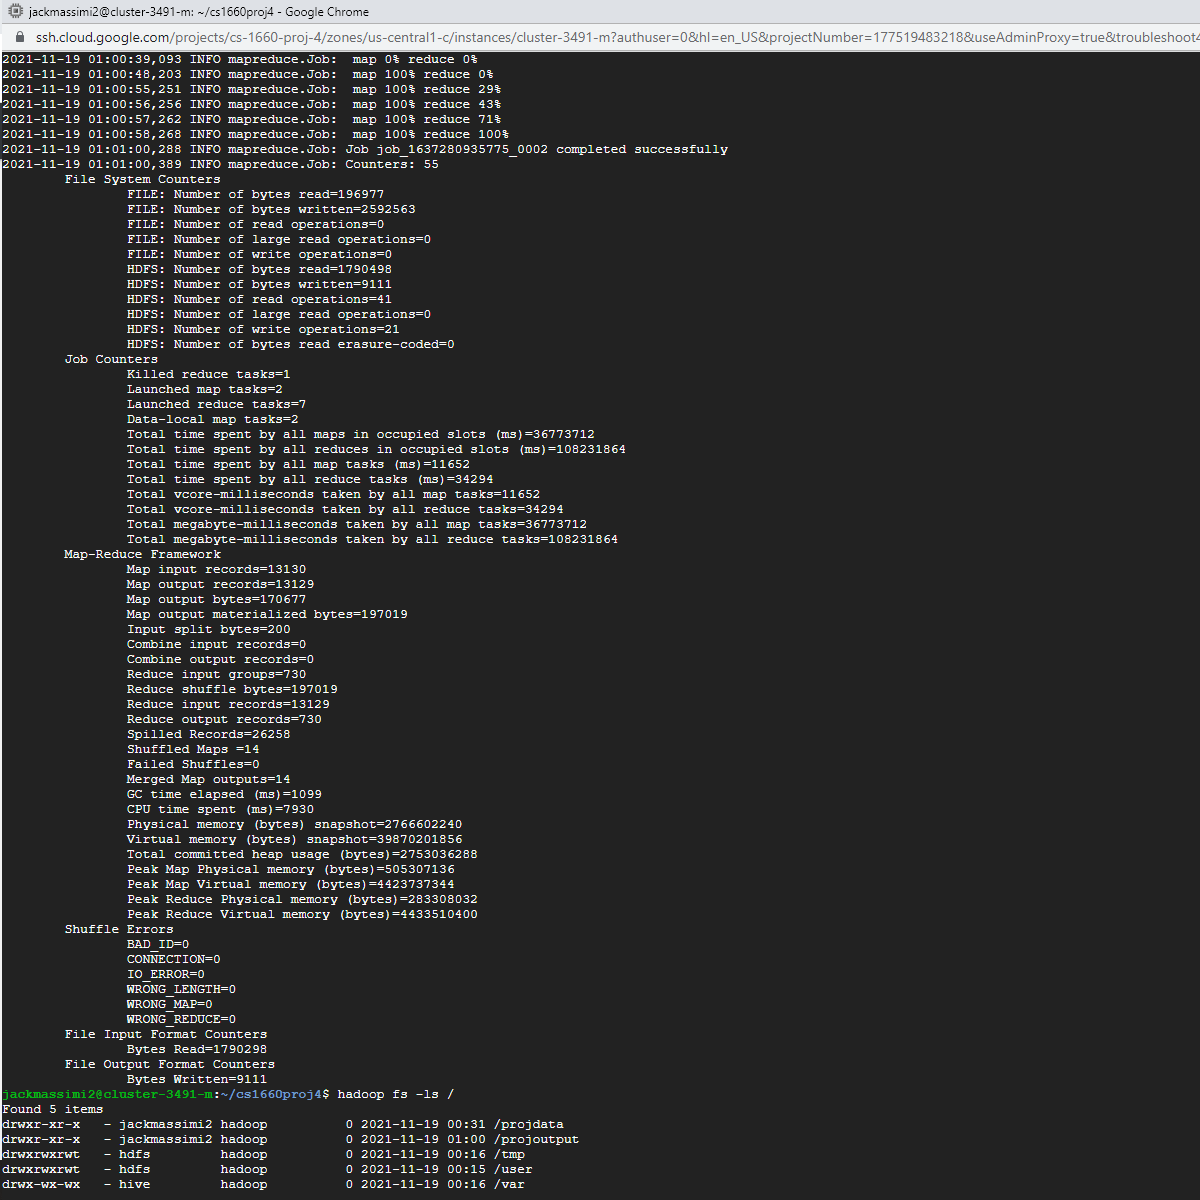 jackmassimi2@cluster-3491-m: ~/cs1660proj4 - Google Chrome
ssh.cloud.google.com/projects/cs-1660-proj-4/zones/us-central1-c/instances/cluster-3491-m?authuser=0&hl=en_US&projectNumber=177519483218&useAdminProxy=true&troubleshoot4
2021-11-19 01:00:39,093 INFO mapreduce.Job:  map 0% reduce 0%
2021-11-19 01:00:48,203 INFO mapreduce.Job:  map 100% reduce 0%
2021-11-19 01:00:55,251 INFO mapreduce.Job:  map 100% reduce 29%
2021-11-19 01:00:56,256 INFO mapreduce.Job:  map 100% reduce 43%
2021-11-19 01:00:57,262 INFO mapreduce.Job:  map 100% reduce 71%
2021-11-19 01:00:58,268 INFO mapreduce.Job:  map 100% reduce 100%
2021-11-19 01:01:00,288 INFO mapreduce.Job: Job job_1637280935775_0002 completed successfully
2021-11-19 01:01:00,389 INFO mapreduce.Job: Counters: 55
File System Counters
FILE: Number of bytes read=196977
FILE: Number of bytes written=2592563
FILE: Number of read operations=0
FILE: Number of large read operations=0
FILE: Number of write operations=0
HDFS: Number of bytes read=1790498
HDFS: Number of bytes written=9111
HDFS: Number of read operations=41
HDFS: Number of large read operations=0
HDFS: Number of write operations=21
HDFS: Number of bytes read erasure-coded=0
Job Counters
Killed reduce tasks=1
Launched map tasks=2
Launched reduce tasks=7
Data-local map tasks=2
Total time spent by all maps in occupied slots (ms)=36773712
Total time spent by all reduces in occupied slots (ms)=108231864
Total time spent by all map tasks (ms)=11652
Total time spent by all reduce tasks (ms)=34294
Total vcore-milliseconds taken by all map tasks=11652
Total vcore-milliseconds taken by all reduce tasks=34294
Total megabyte-milliseconds taken by all map tasks=36773712
Total megabyte-milliseconds taken by all reduce tasks=108231864
Map-Reduce Framework
Map input records=13130
Map output records=13129
Map output bytes=170677
Map output materialized bytes=197019
Input split bytes=200
Combine input records=0
Combine output records=0
Reduce input groups=730
Reduce shuffle bytes=197019
Reduce input records=13129
Reduce output records=730
Spilled Records=26258
Shuffled Maps =14
Failed Shuffles=0
Merged Map outputs=14
GC time elapsed (ms)=1099
CPU time spent (ms)=7930
Physical memory (bytes) snapshot=2766602240
Virtual memory (bytes) snapshot=39870201856
Total committed heap usage (bytes)=2753036288
Peak Map Physical memory (bytes)=505307136
Peak Map Virtual memory (bytes)=4423737344
Peak Reduce Physical memory (bytes)=283308032
Peak Reduce Virtual memory (bytes)=4433510400
Shuffle Errors
BAD_ID=0
CONNECTION=0
IO_ERROR=0
WRONG_LENGTH=0
WRONG_MAP=0
WRONG_REDUCE=0
File Input Format Counters
Bytes Read=1790298
File Output Format Counters
Bytes Written=9111
jackmassimi2@cluster-3491-m:~/cs1660proj4$ hadoop fs -ls /
Found 5 items
drwxr-xr-x   - jackmassimi2 hadoop          0 2021-11-19 00:31 /projdata
drwxr-xr-x   - jackmassimi2 hadoop          0 2021-11-19 01:00 /projoutput
drwxrwxrwt   - hdfs         hadoop          0 2021-11-19 00:16 /tmp
drwxrwxrwt   - hdfs         hadoop          0 2021-11-19 00:15 /user
drwx-wx-wx   - hive         hadoop          0 2021-11-19 00:16 /var